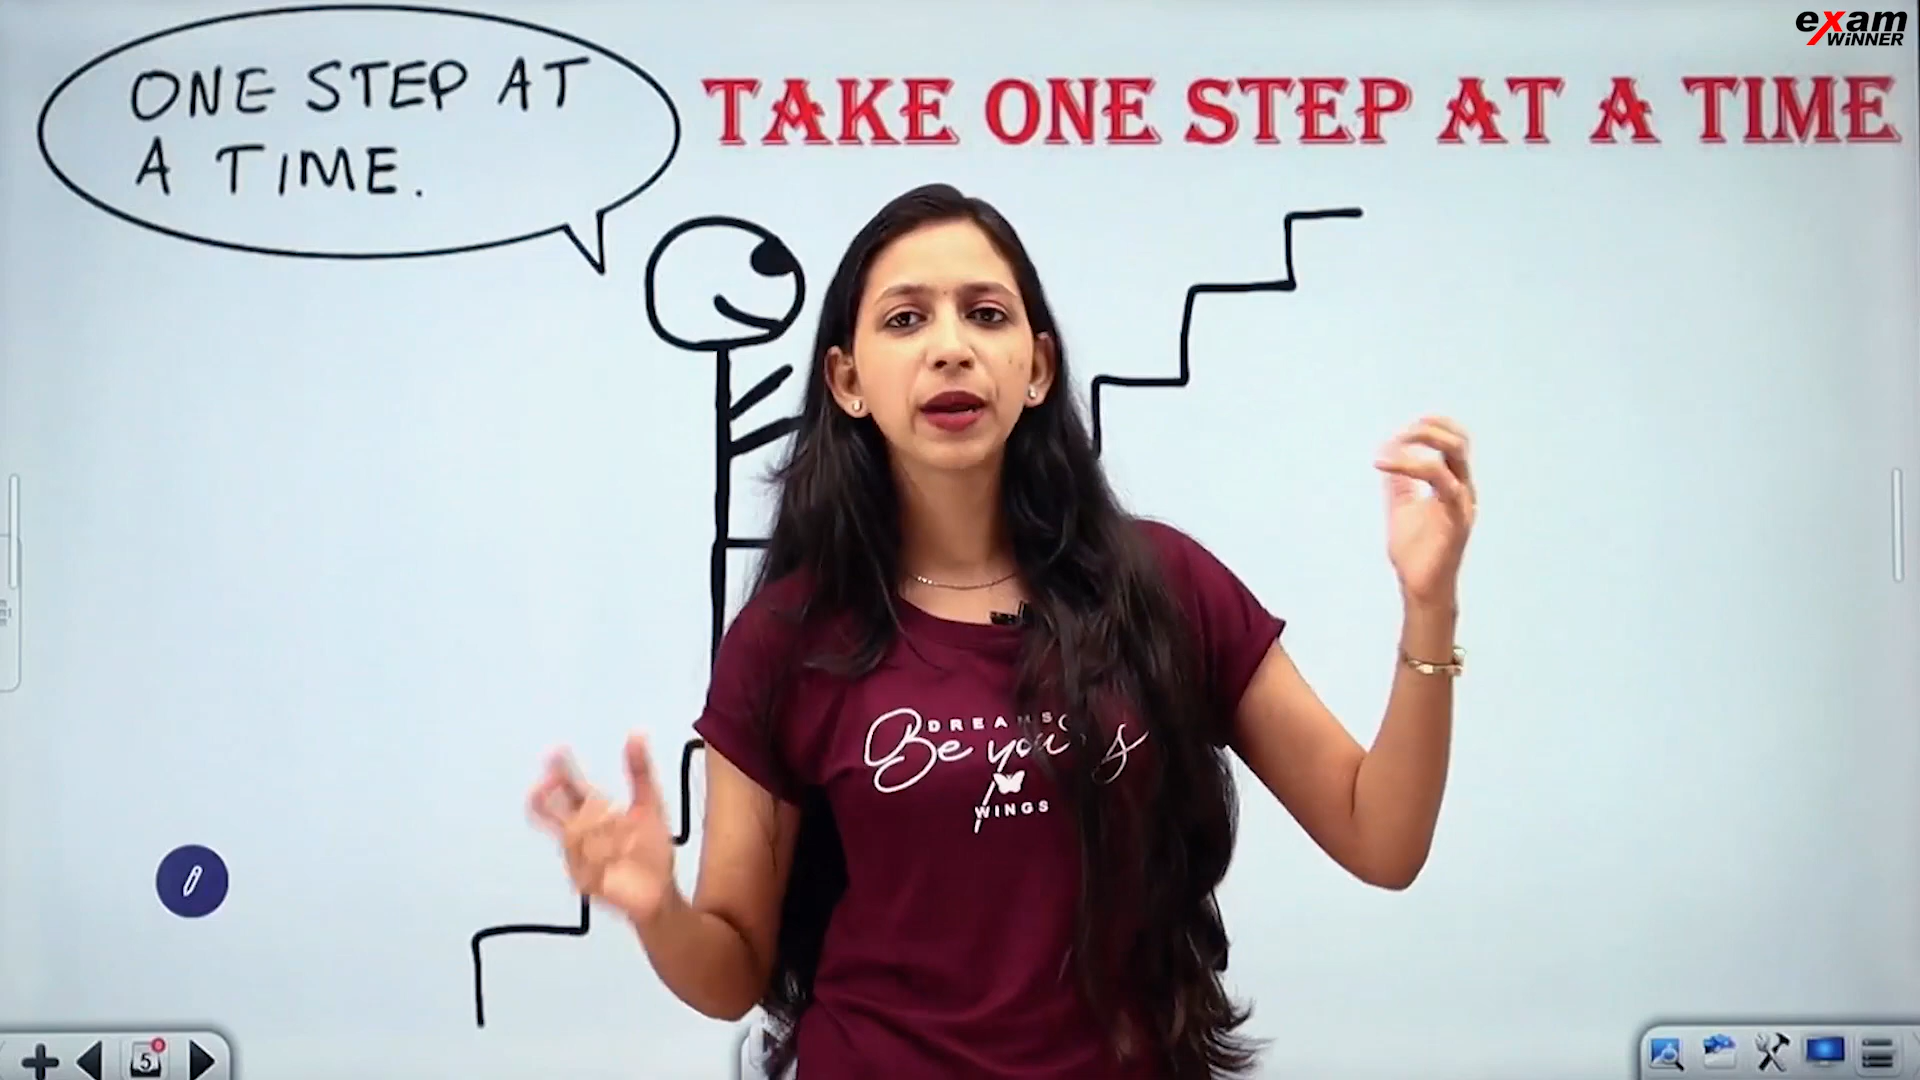 exam
WiNNER
ONE STEP AT
A TIME.
TAKE ONE STEP AT A TIME
DREAMS
Be your
WINGS
5